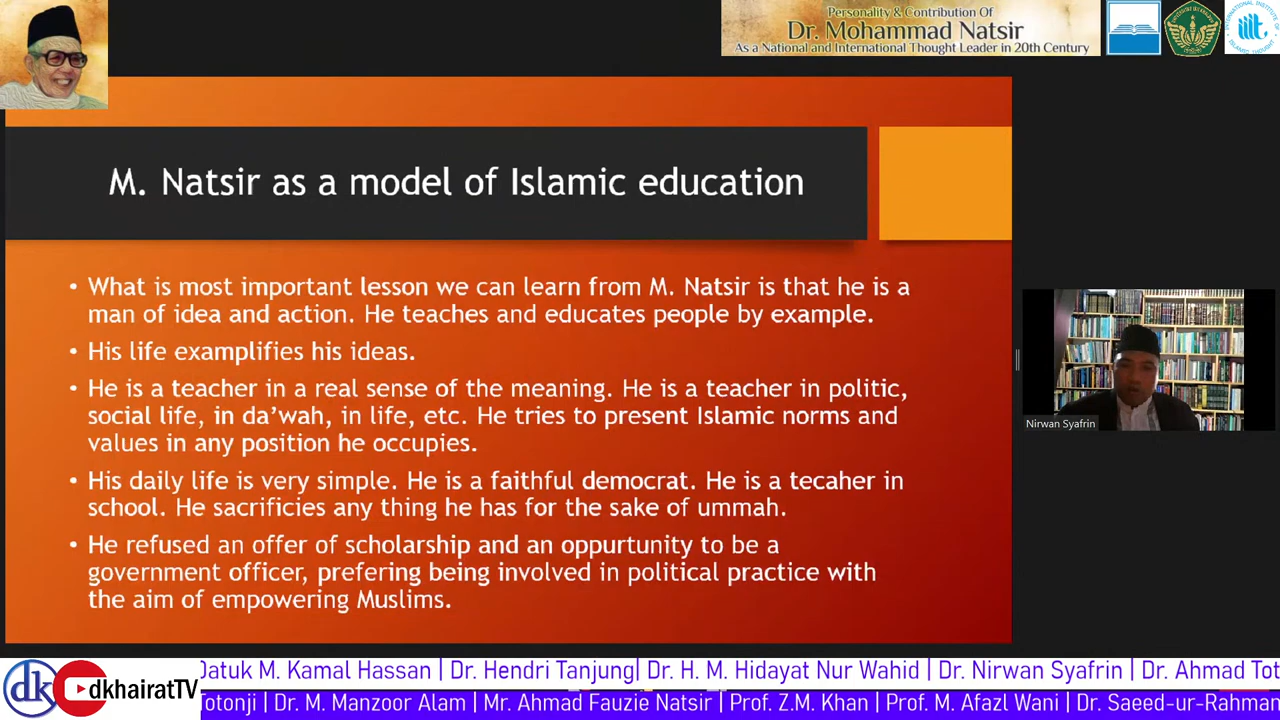 Personality & Contribution Of
Dr. Mohammad Natsir
As a National and International Thought Leader in 20th Century
M. Natsir as a model of Islamic education
• What is most important lesson we can learn from M. Natsir is that he is a
man of idea and action. He teaches and educates people by example.
• His life examplifies his ideas.
• He is a teacher in a real sense of the meaning. He is a teacher in politic,
social life, in da’wah, in life, etc. He tries to present Islamic norms and
values in any position he occupies.
• His daily life is very simple. He is a faithful democrat. He is a tecaher in
school. He sacrificies any thing he has for the sake of ummah.
• He refused an offer of scholarship and an oppurtunity to be a
government officer, prefering being involved in political practice with
the aim of empowering Muslims.
Nirwan Syafrin
dk dkhairatTV
Datuk M. Kamal Hassan | Dr. Hendri Tanjung| Dr. H. M. Hidayat Nur Wahid | Dr. Nirwan Syafrin | Dr. Ahmad Tot
Totonji | Dr. M. Manzoor Alam | Mr. Ahmad Fauzie Natsir | Prof. Z.M. Khan | Prof. M. Afazl Wani | Dr. Saeed-ur-Rahman